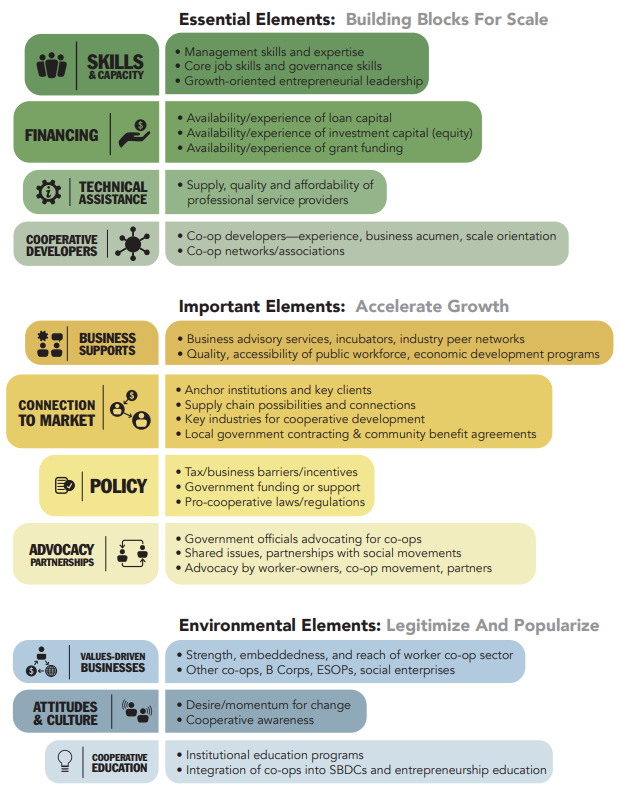 Essential Elements: Building Blocks For Scale
SKILLS
& CAPACITY
• Management skills and expertise
• Core job skills and governance skills
• Growth-oriented entrepreneurial leadership
FINANCING
$
• Availability/experience of loan capital
• Availability/experience of investment capital (equity)
• Availability/experience of grant funding
i
TECHNICAL
ASSISTANCE
• Supply, quality and affordability of
professional service providers
COOPERATIVE
DEVELOPERS
• Co-op developers—experience, business acumen, scale orientation
• Co-op networks/associations
Important Elements: Accelerate Growth
BUSINESS
SUPPORTS
• Business advisory services, incubators, industry peer networks
• Quality, accessibility of public workforce, economic development programs
CONNECTION
TO MARKET
$
• Anchor institutions and key clients
• Supply chain possibilities and connections
• Key industries for cooperative development
• Local government contracting & community benefit agreements
POLICY
• Tax/business barriers/incentives
• Government funding or support
• Pro-cooperative laws/regulations
ADVOCACY
PARTNERSHIPS
• Government officials advocating for co-ops
• Shared issues, partnerships with social movements
• Advocacy by worker-owners, co-op movement, partners
Environmental Elements: Legitimize And Popularize
$
VALUES-DRIVEN
BUSINESSES
• Strength, embeddedness, and reach of worker co-op sector
• Other co-ops, B Corps, ESOPs, social enterprises
ATTITUDES
& CULTURE
• Desire/momentum for change
• Cooperative awareness
COOPERATIVE
EDUCATION
• Institutional education programs
• Integration of co-ops into SBDCs and entrepreneurship education